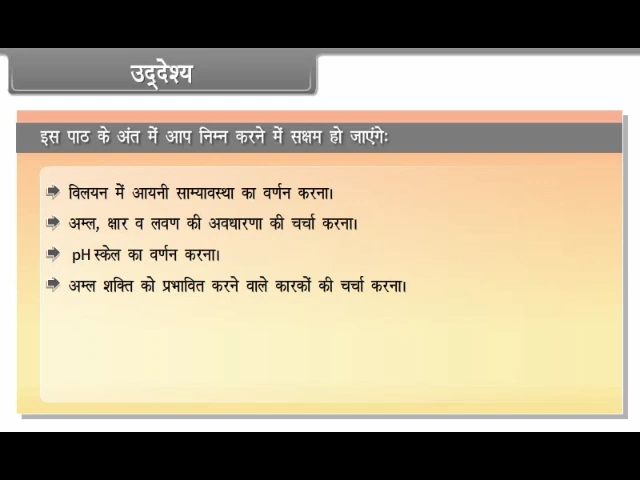 उद्देश्य
इस पाठ के अंत में आप निम्न करने में सक्षम हो जाएंगेः
विलयन में आयनी साम्यावस्था का वर्णन करना।
अम्ल, क्षार व लवण की अवधारणा की चर्चा करना।
pH स्केल का वर्णन करना।
अम्ल शक्ति को प्रभावित करने वाले कारकों की चर्चा करना।